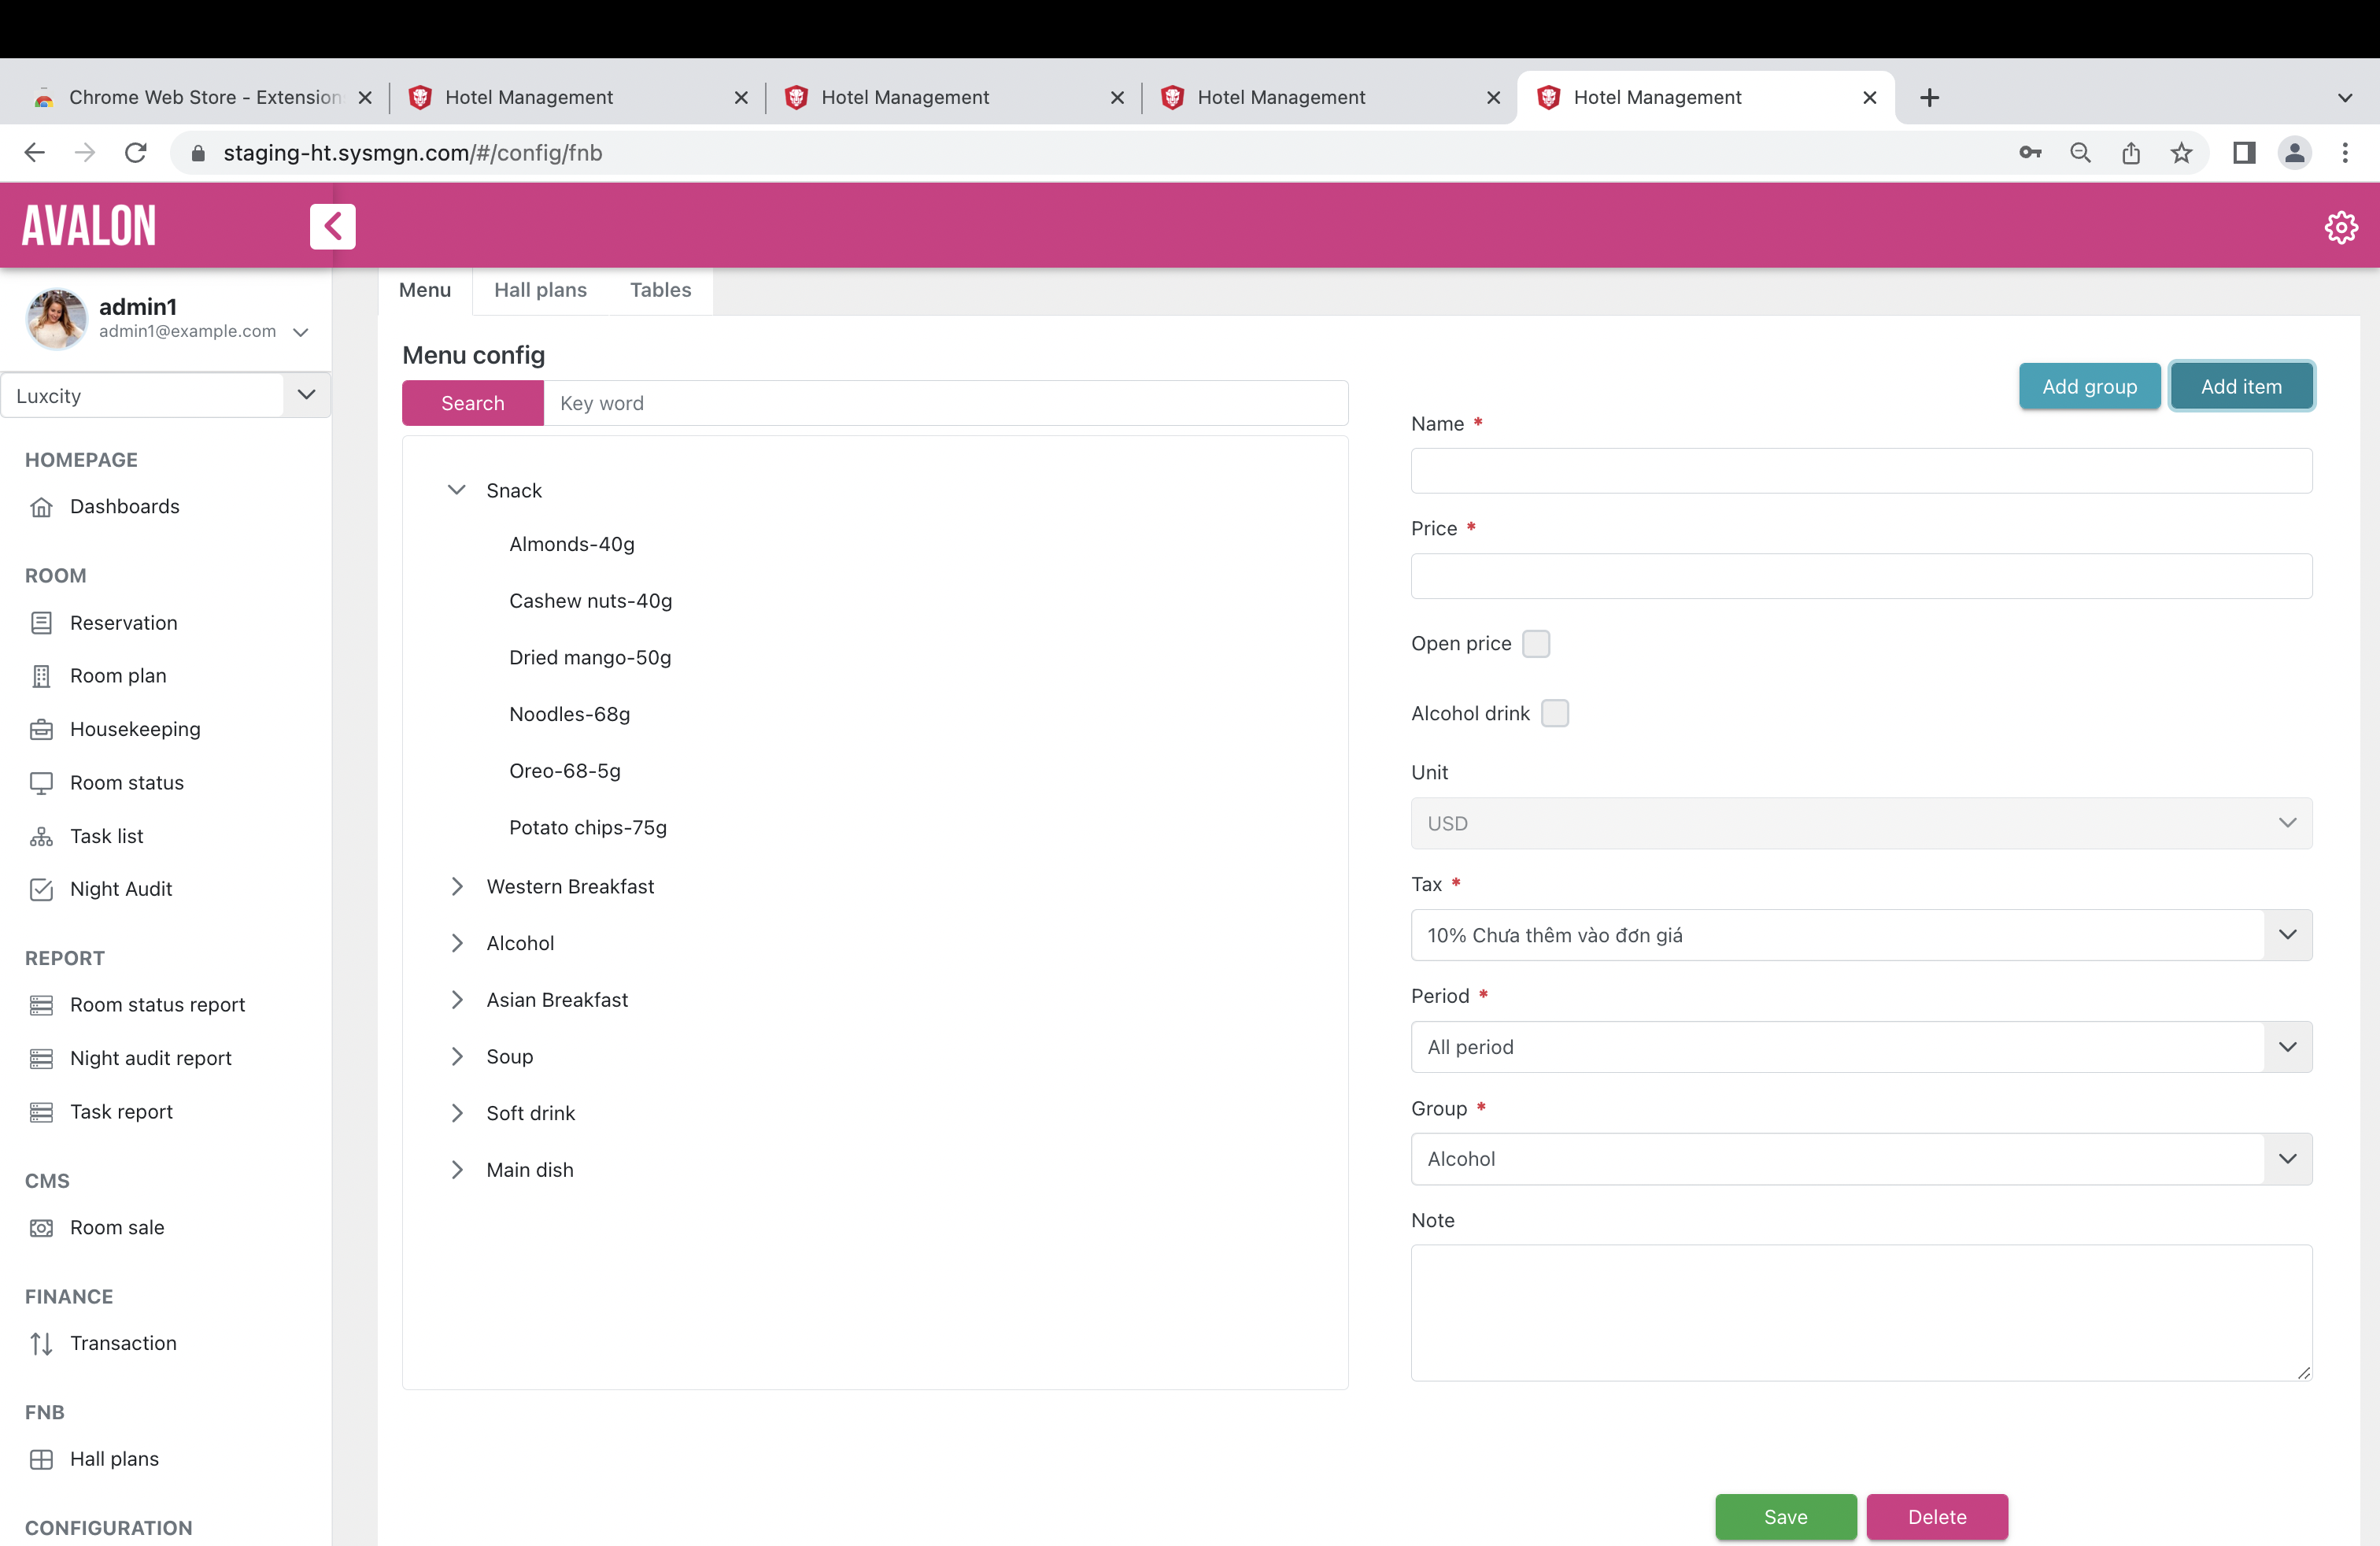 Chrome Web Store - Extension
Hotel Management
Hotel Management
Hotel Management
Hotel Management
staging-ht.sysmgn.com/#/config/fnb
AVALON
admin1
admin1@example.com
Luxcity
HOMEPAGE
Dashboards
ROOM
Reservation
Room plan
Housekeeping
Room status
Task list
Night Audit
REPORT
Room status report
Night audit report
Task report
CMS
Room sale
FINANCE
Transaction
FNB
Hall plans
CONFIGURATION
Menu
Hall plans
Tables
Menu config
Search
Key word
Snack
Almonds-40g
Cashew nuts-40g
Dried mango-50g
Noodles-68g
Oreo-68-5g
Potato chips-75g
Western Breakfast
Alcohol
Asian Breakfast
Soup
Soft drink
Main dish
Add group
Add item
Name *
Price *
Open price
Alcohol drink
Unit
USD
Tax *
10% Chưa thêm vào đơn giá
Period *
All period
Group *
Alcohol
Note
Save
Delete